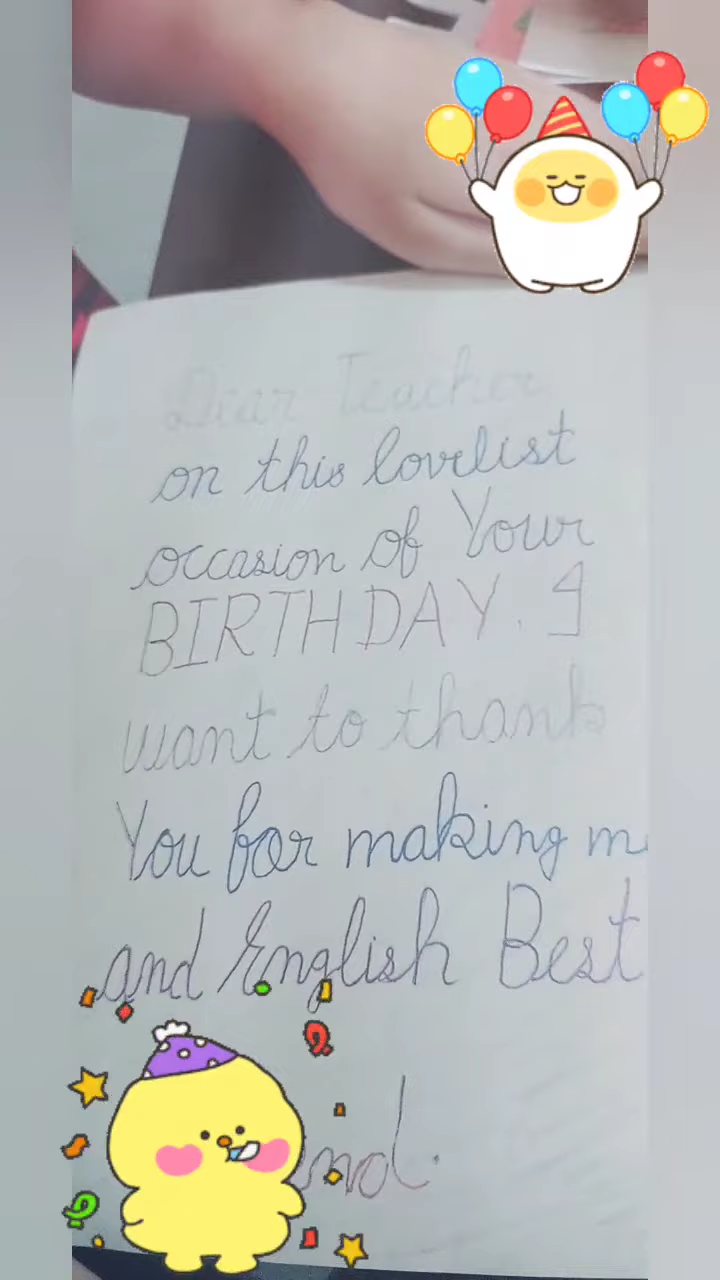 Dear Teacher
on this lovelist
occasion of Your
BIRTHDAY. I
want to thank
You for making
and English Best